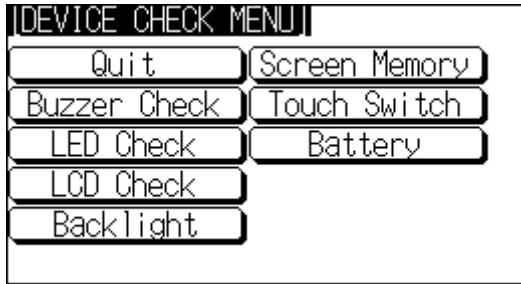 [DEVICE CHECK MENU]
Quit
Screen Memory
Buzzer Check
Touch Switch
LED Check
Battery
LCD Check
Backlight